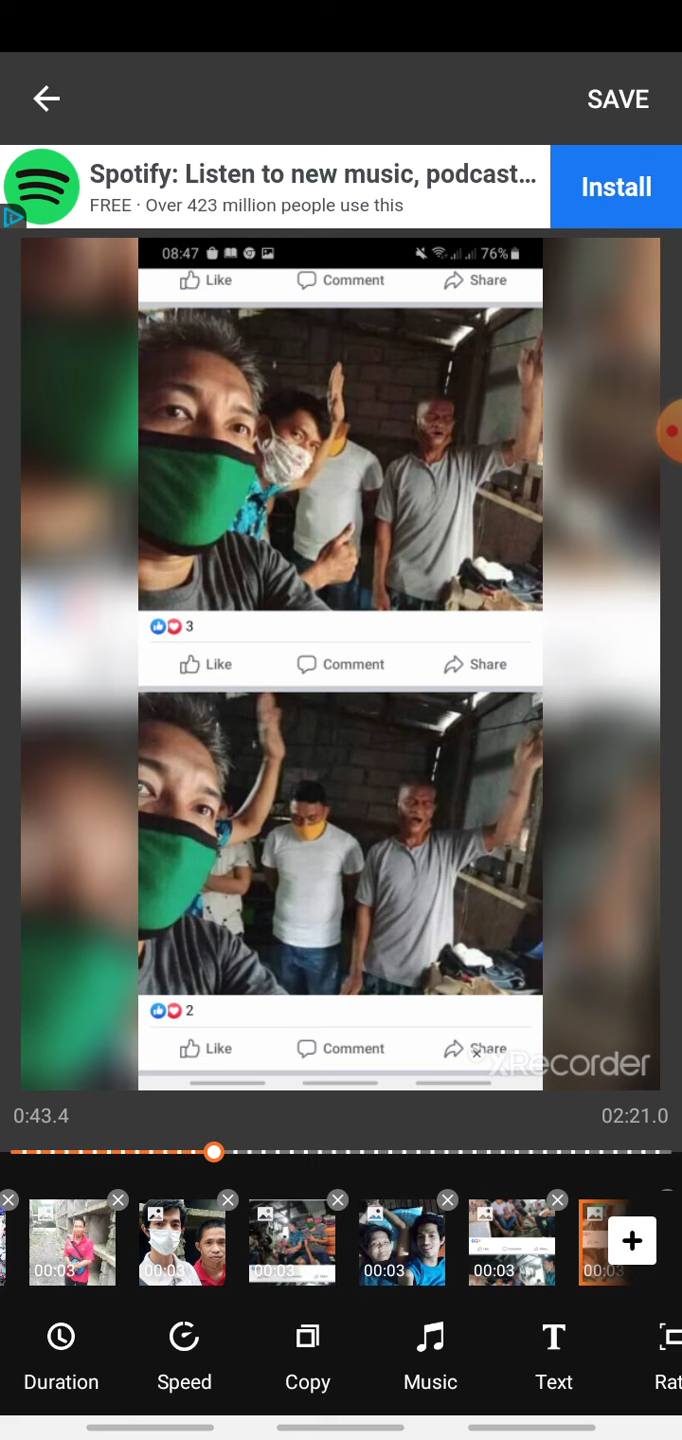 SAVE
Spotify: Listen to new music, podcast...
FREE · Over 423 million people use this
Install
08:47
76%
Like Comment Share
3
Like Comment Share
2
Like Comment Share
XRecorder
0:43.4 02:21.0
00:03 00:03 00:03 00:03 00:03 00:03
Duration Speed Copy Music Text Rat